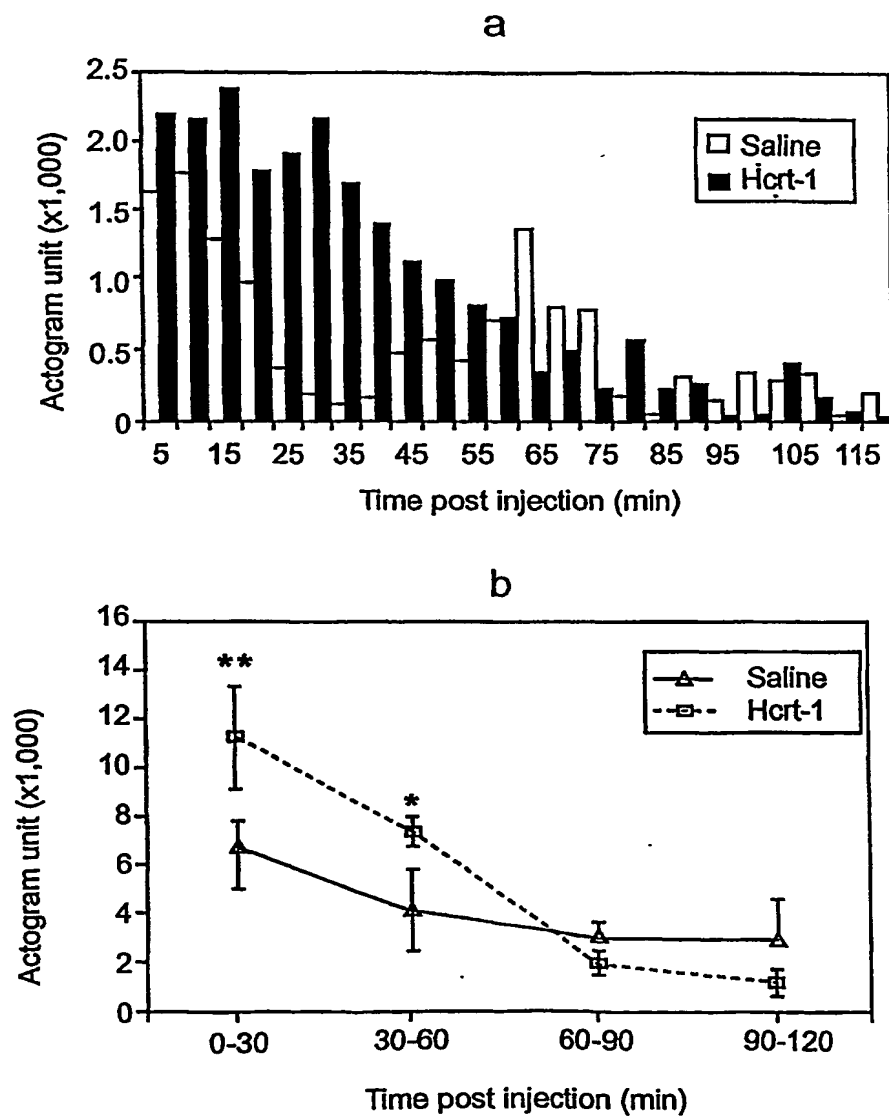 a
Actogram unit (x1,000)
2.5
2.0
1.5
1.0
0.5
0
Saline
Hcrt-1
5 15 25 35 45 55 65 75 85 95 105 115
Time post injection (min)
b
Actogram unit (x1,000)
16
14
12
10
8
6
4
2
0
**
*
Saline
Hcrt-1
0-30 30-60 60-90 90-120
Time post injection (min)